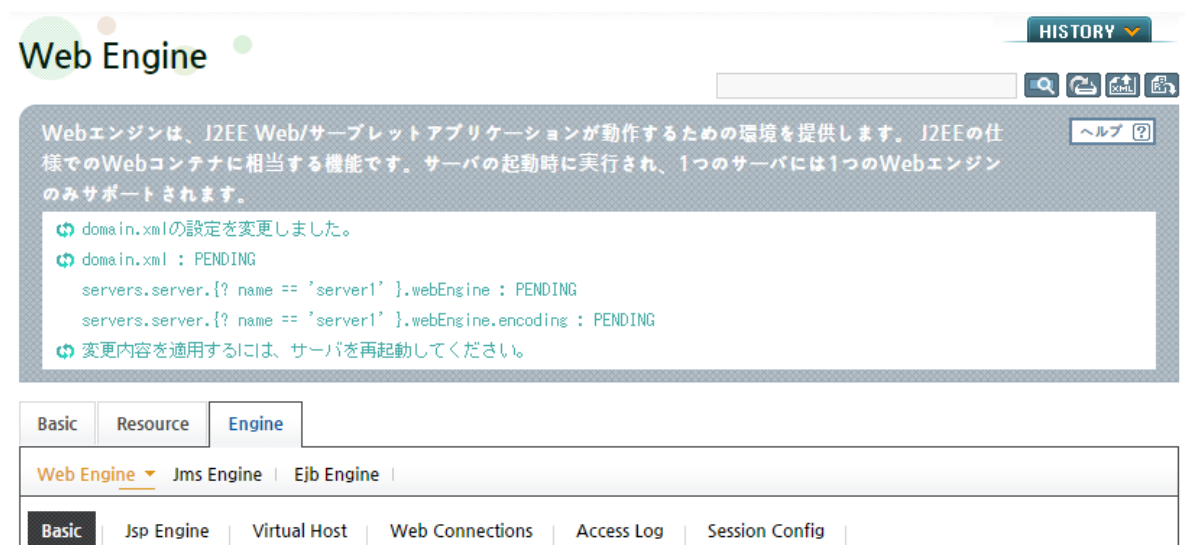 Web Engine
HISTORY
XML
Webエンジンは、J2EE Web/サーブレットアプリケーションが動作するための環境を提供します。 J2EEの仕
様でのWebコンテナに相当する機能です。サーバの起動時に実行され、1つのサーバには1つのWebエンジン
のみサポートされます。
ヘルプ ?
domain.xmlの設定を変更しました。
domain.xml : PENDING
servers.server.{? name == 'server1' }.webEngine : PENDING
servers.server.{? name == 'server1' }.webEngine.encoding : PENDING
変更内容を適用するには、サーバを再起動してください。
Basic Resource Engine
Web Engine Jms Engine Ejb Engine
Basic Jsp Engine Virtual Host Web Connections Access Log Session Config